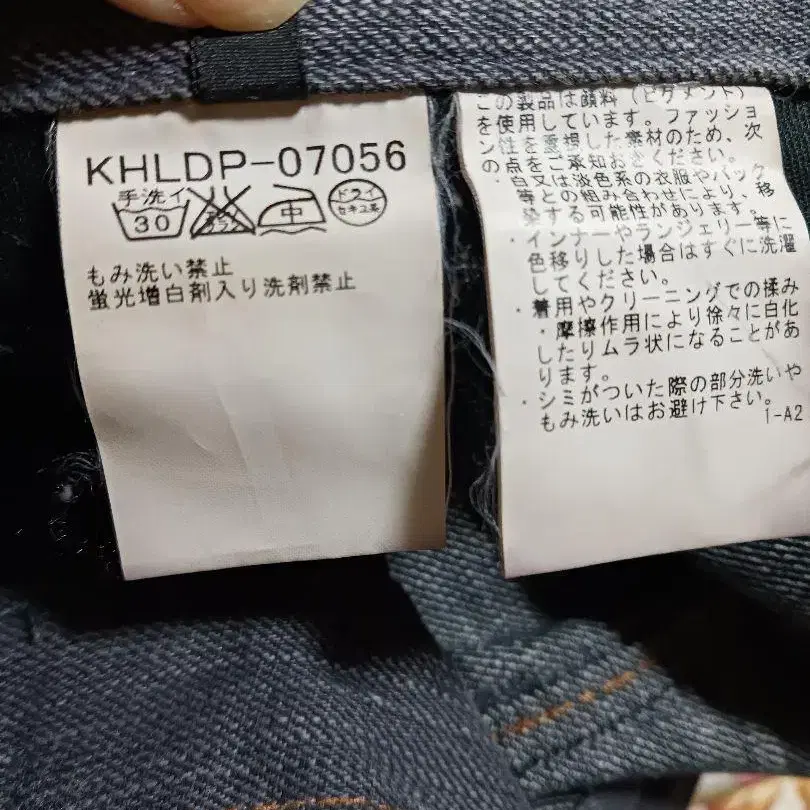 KHLDP-07056
手洗イ
30
エンソサラシ
中
ドライ
セキユ系
もみ洗い禁止
蛍光増白剤入り洗剤禁止
この製品は顔料（ピグメント）
を使用しています。ファッショ
ン性を重視した素材のため、次
の点をご承知おきください。
・白又は淡色系の衣服やバック
等との組み合わせにより、移
染する可能性があります。
・インナーやランジェリー等に
色移りした場合はすぐに洗濯
してください。
・着用やクリーニングでの揉み
・摩擦作用により徐々に白化
したりムラ状になることがあ
ります。
・シミがついた際の部分洗いや
もみ洗いはお避け下さい。
1-A2